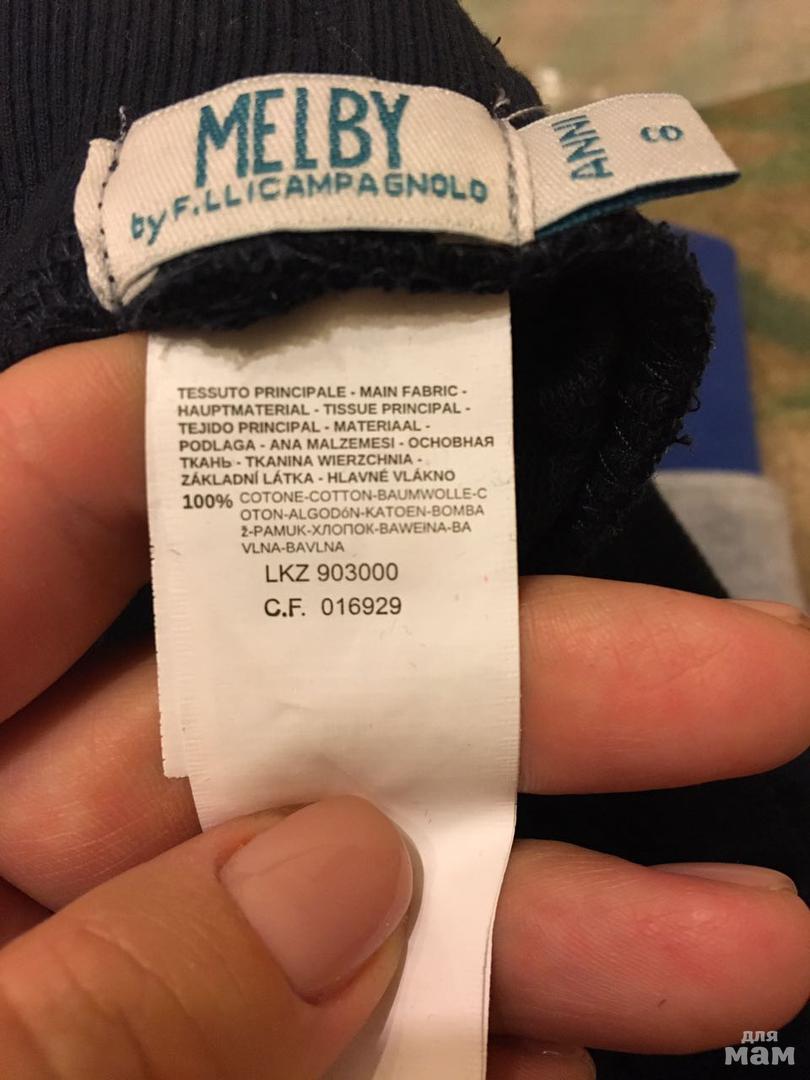 MELBY
by F.LLICAMPAGNOLO
ANNI
8
TESSUTO PRINCIPALE - MAIN FABRIC -
HAUPTMATERIAL - TISSUE PRINCIPAL -
TEJIDO PRINCIPAL - MATERIAAL -
PODLAGA - ANA MALZEMESI - ОСНОВНАЯ
ТКАНЬ - TKANINA WIERZCHNIA -
ZÁKLADNÍ LÁTKA - HLAVNÉ VLÁKNO
100% COTONE-COTTON-BAUMWOLLE-C
OTON-ALGODóN-KATOEN-BOMBA
ž-PAMUK-ХЛОПОК-BAWEłNA-BA
VLNA-BAVLNA
LKZ 903000
C.F. 016929
для
мам